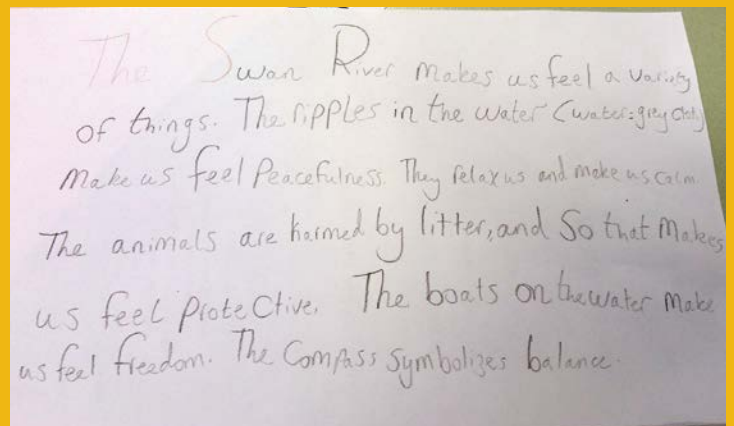 The Swan River makes us feel a variety
of things. The ripples in the water (water: grey cloth)
make us feel Peacefulness. They relax us and make us calm.
The animals are harmed by litter, and so that makes
us feel protective. The boats on the water make
us feel freedom. The Compass symbolizes balance.